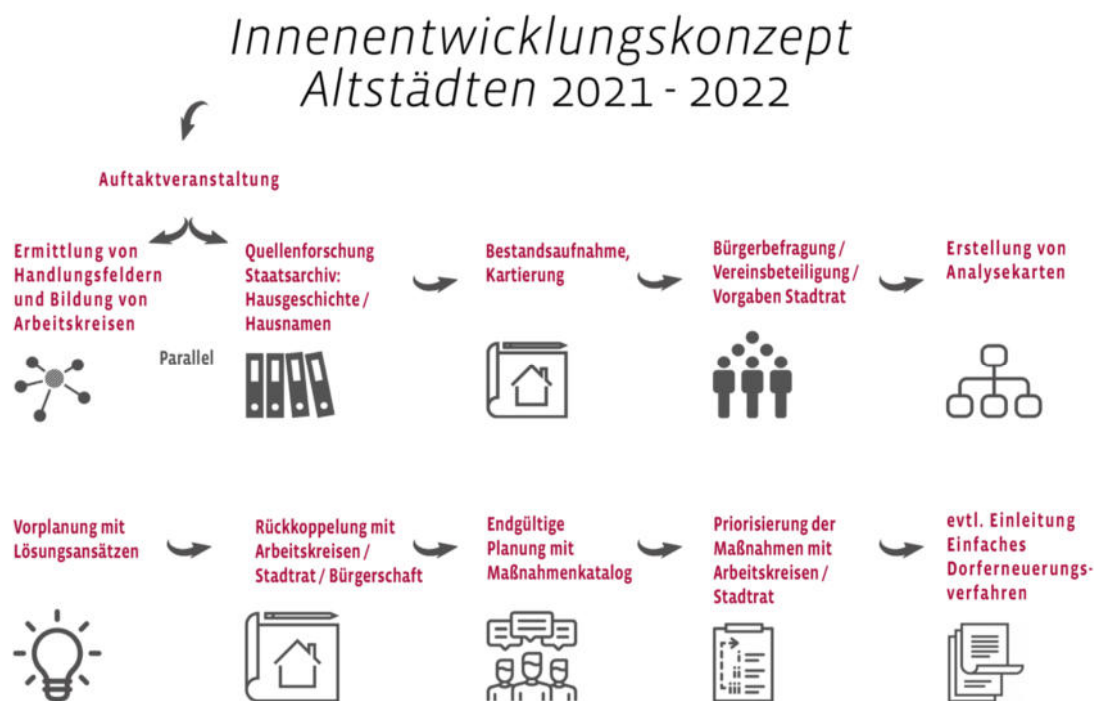 Innenentwicklungskonzept
Altstädten 2021 - 2022
Auftaktveranstaltung
Ermittlung von
Handlungsfeldern
und Bildung von
Arbeitskreisen
Parallel
Quellenforschung
Staatsarchiv:
Hausgeschichte /
Hausnamen
Bestandsaufnahme,
Kartierung
Bürgerbefragung /
Vereinsbeteiligung /
Vorgaben Stadtrat
Erstellung von
Analysekarten
Vorplanung mit
Lösungsansätzen
Rückkoppelung mit
Arbeitskreisen /
Stadtrat / Bürgerschaft
Endgültige
Planung mit
Maßnahmenkatalog
Priorisierung der
Maßnahmen mit
Arbeitskreisen /
Stadtrat
i
ii
iii
evtl. Einleitung
Einfaches
Dorferneuerungs-
verfahren